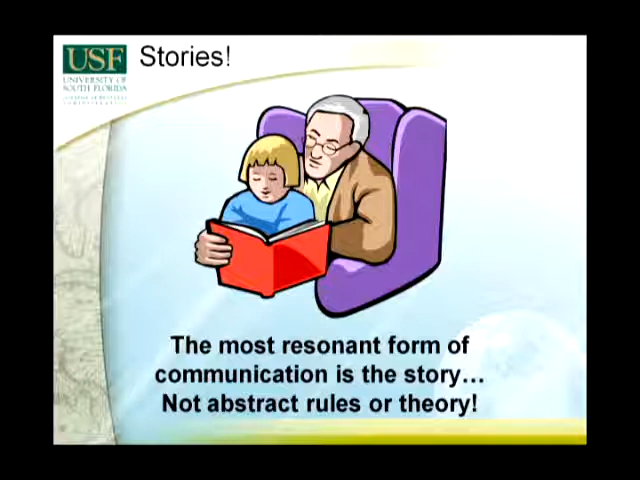 USF
UNIVERSITY OF
SOUTH FLORIDA
Stories!
The most resonant form of
communication is the story…
Not abstract rules or theory!